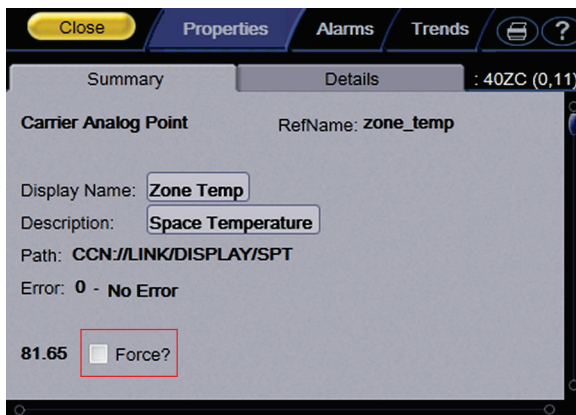 Close Properties Alarms Trends ?
Summary Details : 40ZC (0,11)
Carrier Analog Point RefName: zone_temp
Display Name: Zone Temp
Description: Space Temperature
Path: CCN://LINK/DISPLAY/SPT
Error: 0 - No Error
81.65 Force?